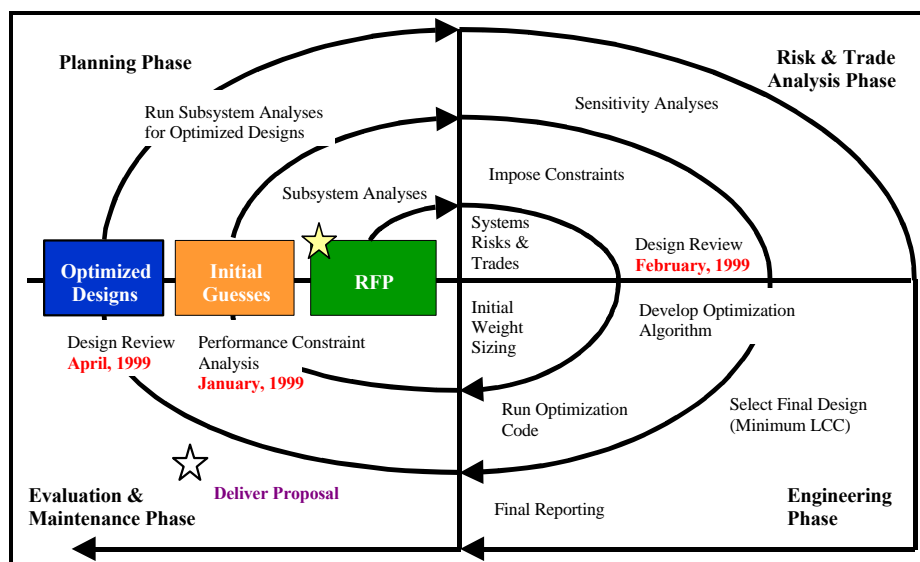 Planning Phase
Risk & Trade
Analysis Phase
Run Subsystem Analyses
for Optimized Designs
Sensitivity Analyses
Subsystem Analyses
Impose Constraints
Systems
Risks &
Trades
Design Review
February, 1999
Optimized
Designs
Initial
Guesses
RFP
Initial
Weight
Sizing
Develop Optimization
Algorithm
Design Review
April, 1999
Performance Constraint
Analysis
January, 1999
Run Optimization
Code
Select Final Design
(Minimum LCC)
Evaluation &
Maintenance Phase
Deliver Proposal
Final Reporting
Engineering
Phase